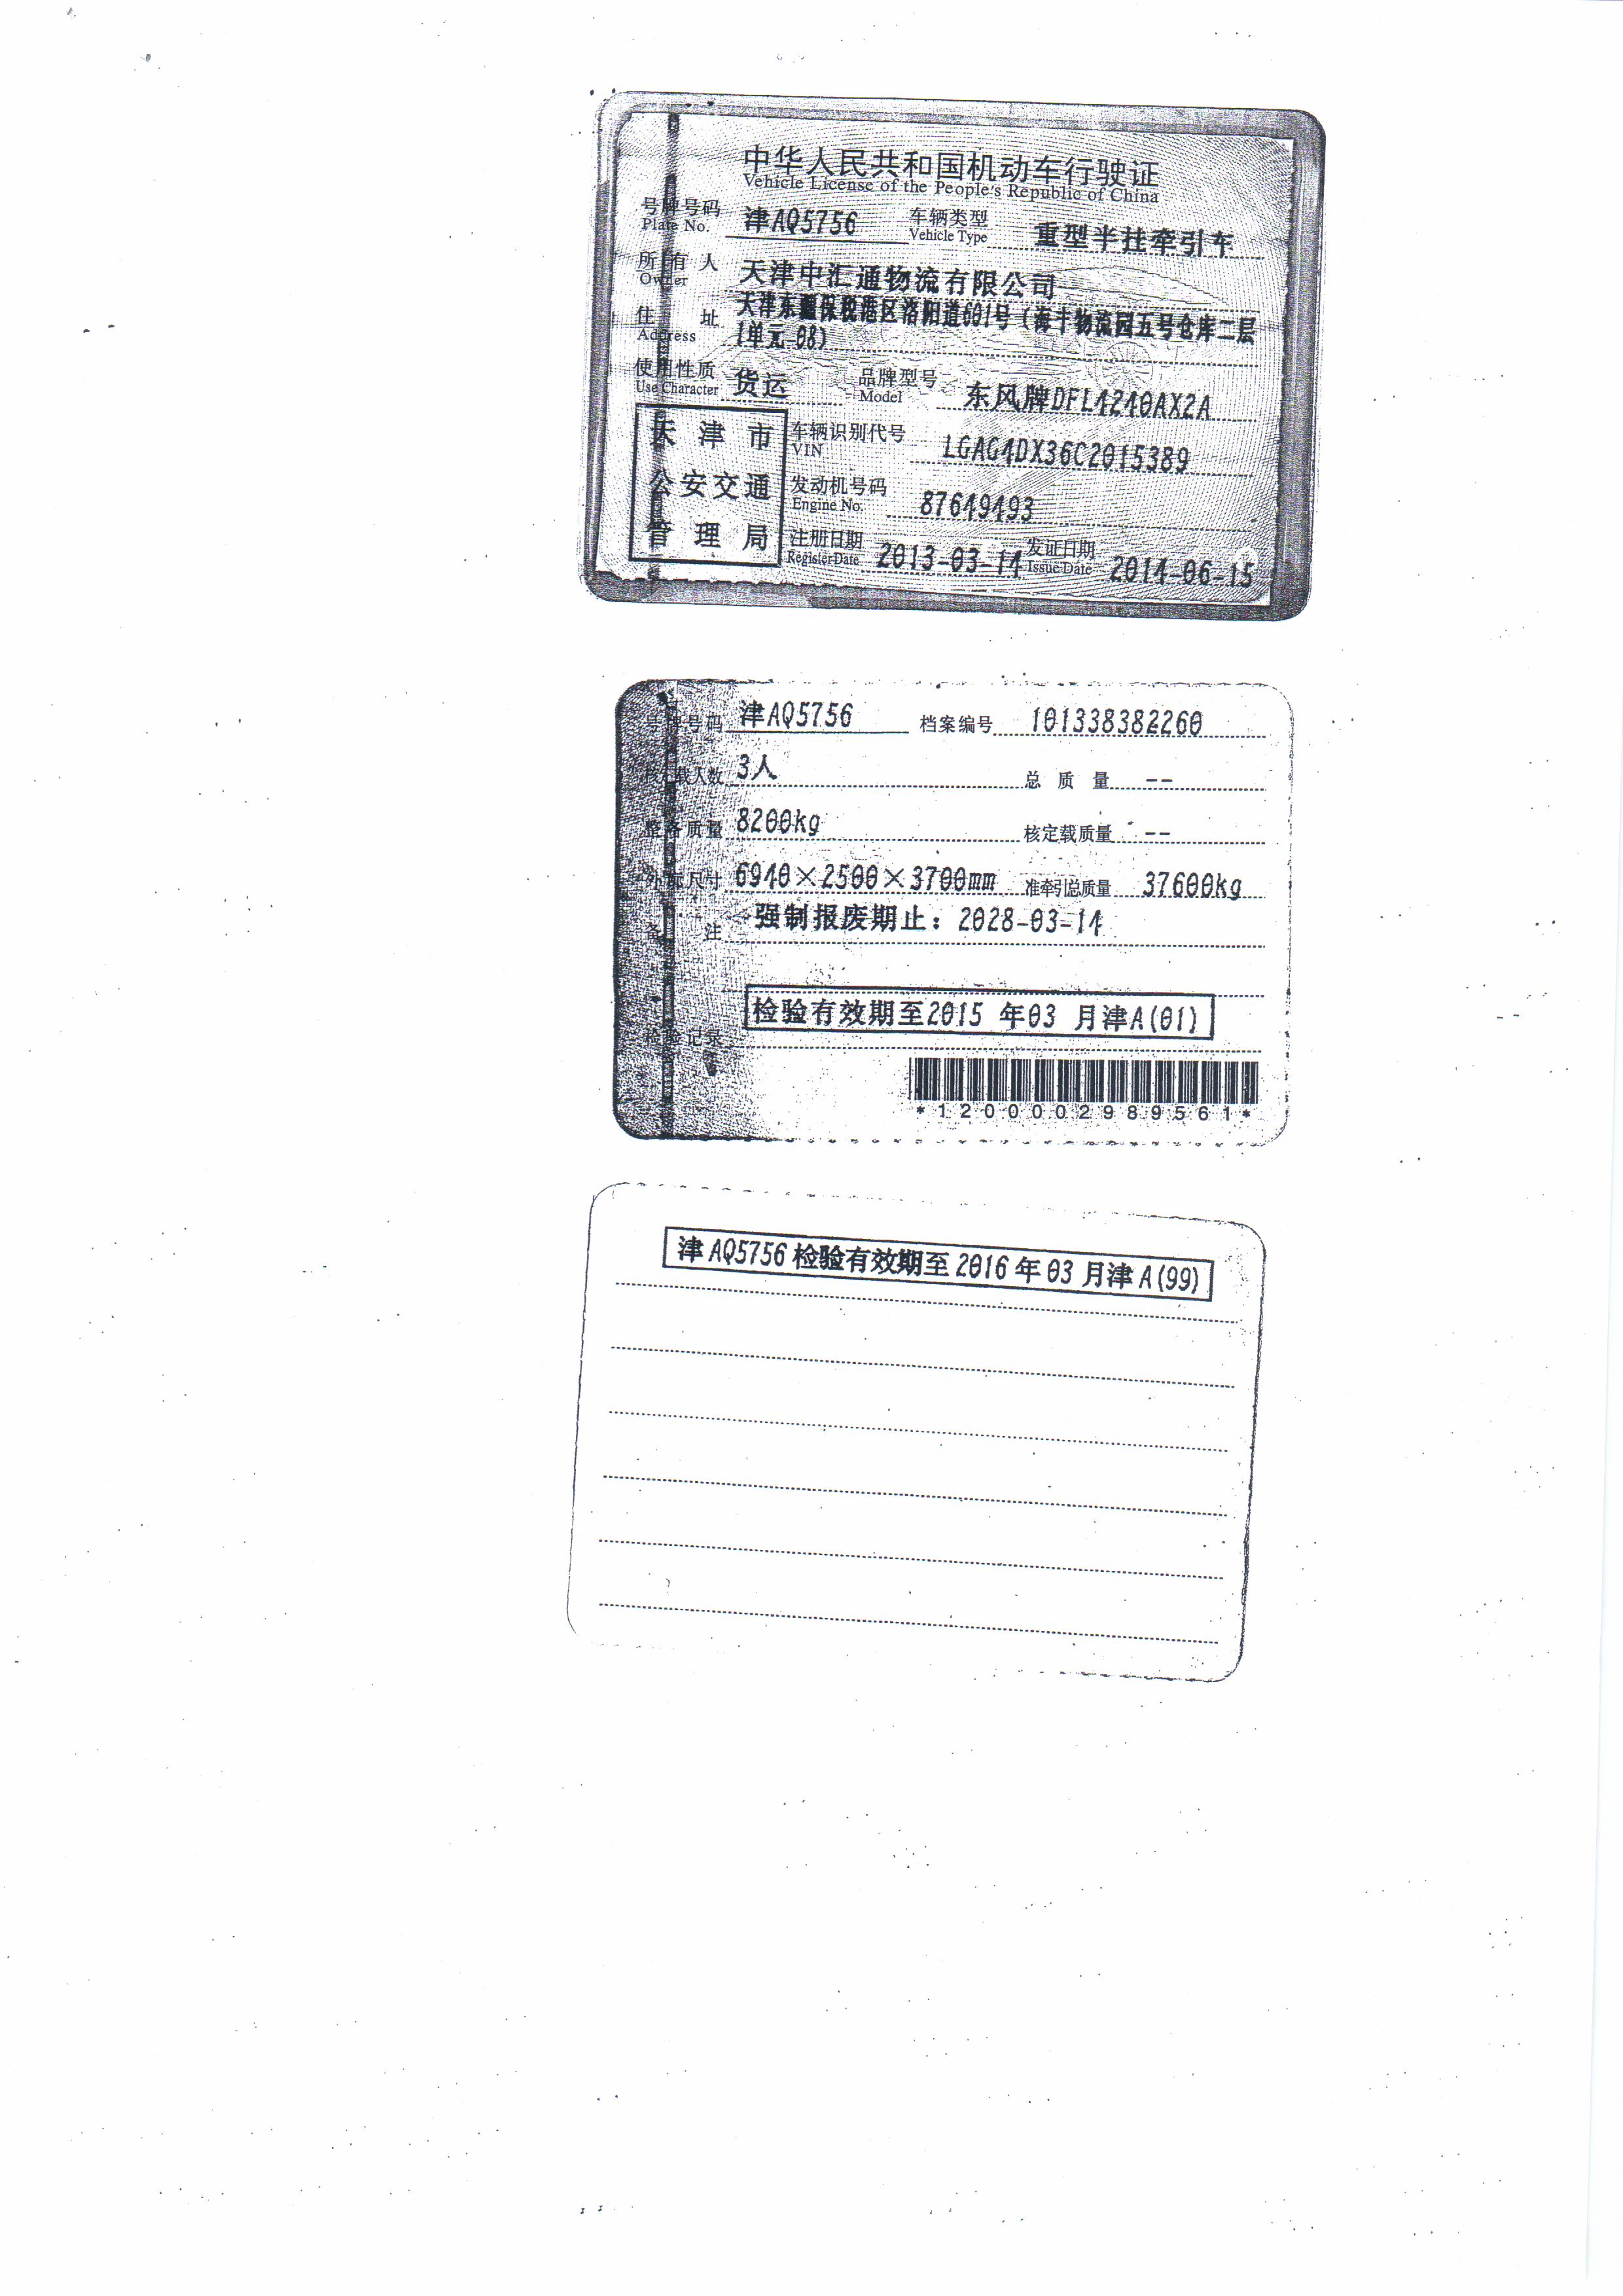 中华人民共和国机动车行驶证
Vehicle License of the People's Republic of China
号牌号码 津AQ5756 车辆类型 重型半挂牵引车
Plate No. Vehicle Type
所有人 天津中汇通物流有限公司
Owner
住址 天津东疆保税港区洛阳道601号(海丰物流园五号仓库二层
Address 1单元-08)
使用性质 货运 品牌型号 东风牌DFL4240AX2A
Use Character Model
天津市 车辆识别代号 LGAG4DX36C2015389
VIN
公安交通 发动机号码 87649493
Engine No.
管理局 注册日期 2013-03-14 发证日期 2014-06-15
Register Date Issue Date
号牌号码 津AQ5756 档案编号 101338382260
核定载人数 3人 总质量 --
整备质量 8200kg 核定载质量 --
外廓尺寸 6940×2500×3700mm 准牵引总质量 37600kg
备注 强制报废期止：2028-03-14
检验有效期至2015 年03 月津A(01)
检验记录
*1200002989561*
津AQ5756检验有效期至2016年03月津A(99)